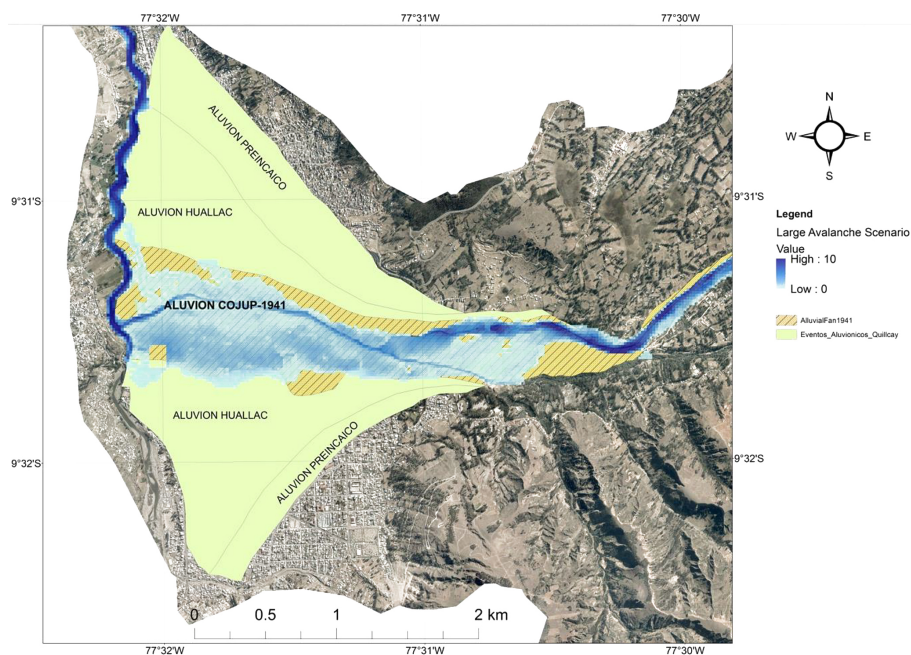 77°32'W 77°31'W 77°30'W
N
W E
S
9°31'S 9°31'S
ALUVION PREINCAICO
ALUVION HUALLAC
Legend
Large Avalanche Scenario
Value
High : 10
Low : 0
AlluvialFan1941
Eventos_Aluvionicos_Quillcay
ALUVION COJUP-1941
ALUVION HUALLAC
ALUVION PREINCAICO
9°32'S 9°32'S
0 0.5 1 2 km
77°32'W 77°31'W 77°30'W